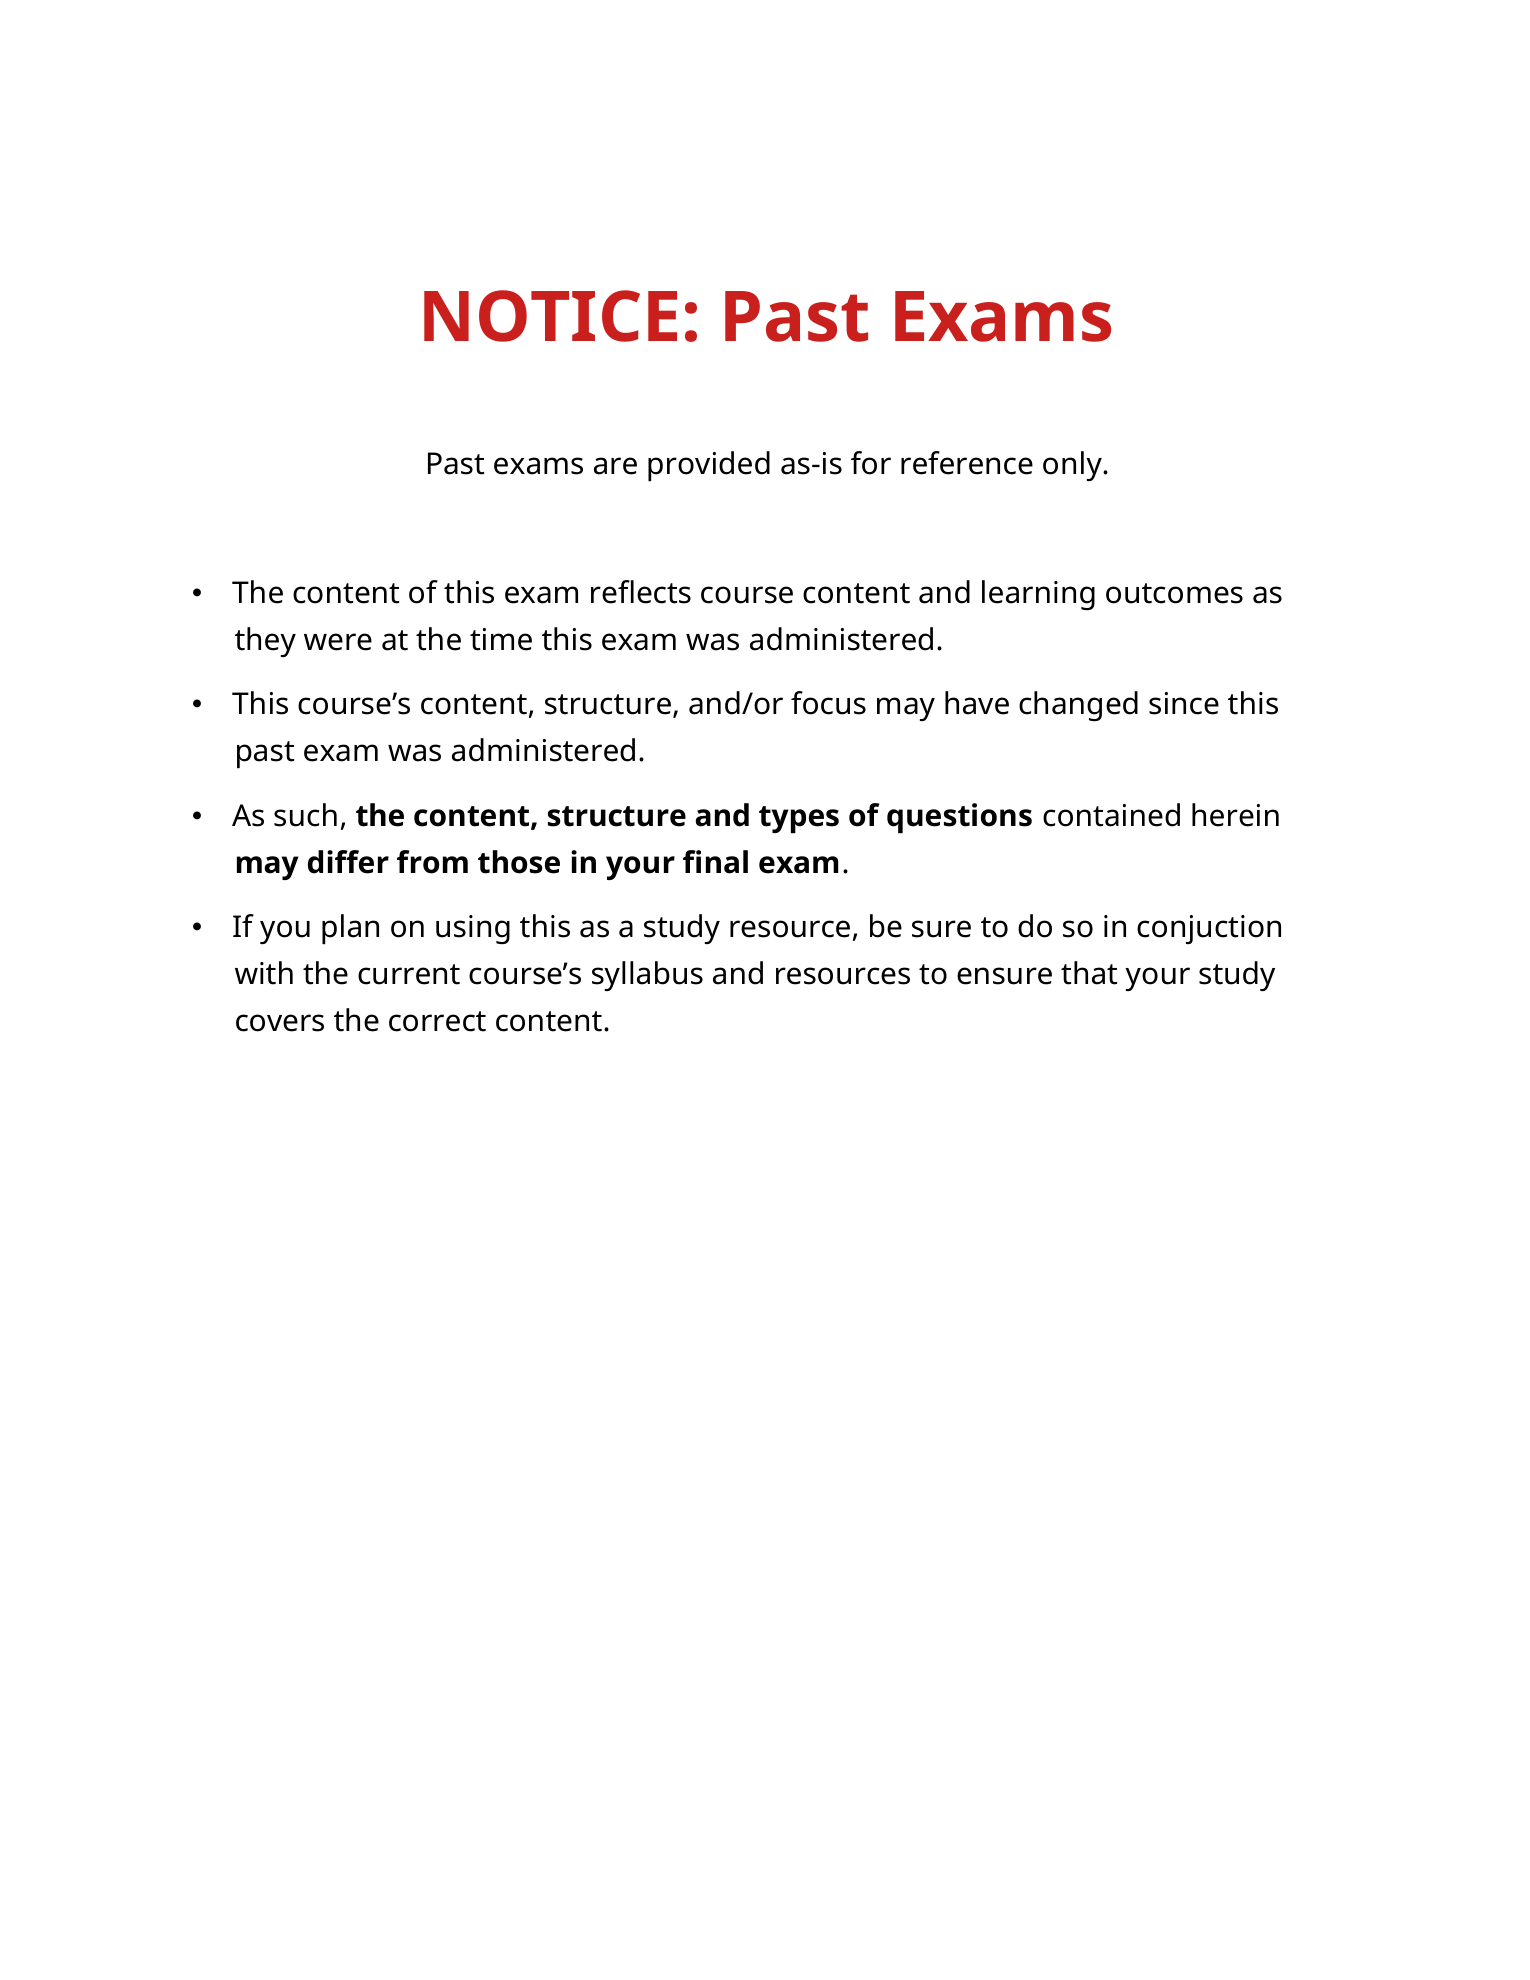 NOTICE: Past Exams
Past exams are provided as-is for reference only.
• The content of this exam reflects course content and learning outcomes as
they were at the time this exam was administered.
• This course’s content, structure, and/or focus may have changed since this
past exam was administered.
• As such, the content, structure and types of questions contained herein
may differ from those in your final exam.
• If you plan on using this as a study resource, be sure to do so in conjuction
with the current course’s syllabus and resources to ensure that your study
covers the correct content.